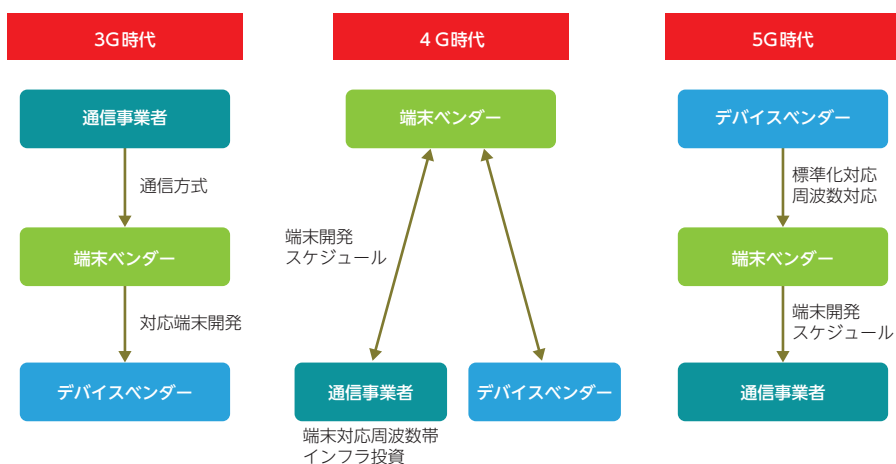 3G時代
通信事業者
通信方式
端末ベンダー
対応端末開発
デバイスベンダー
4G時代
端末ベンダー
端末開発
スケジュール
通信事業者
デバイスベンダー
端末対応周波数帯
インフラ投資
5G時代
デバイスベンダー
標準化対応
周波数対応
端末ベンダー
端末開発
スケジュール
通信事業者